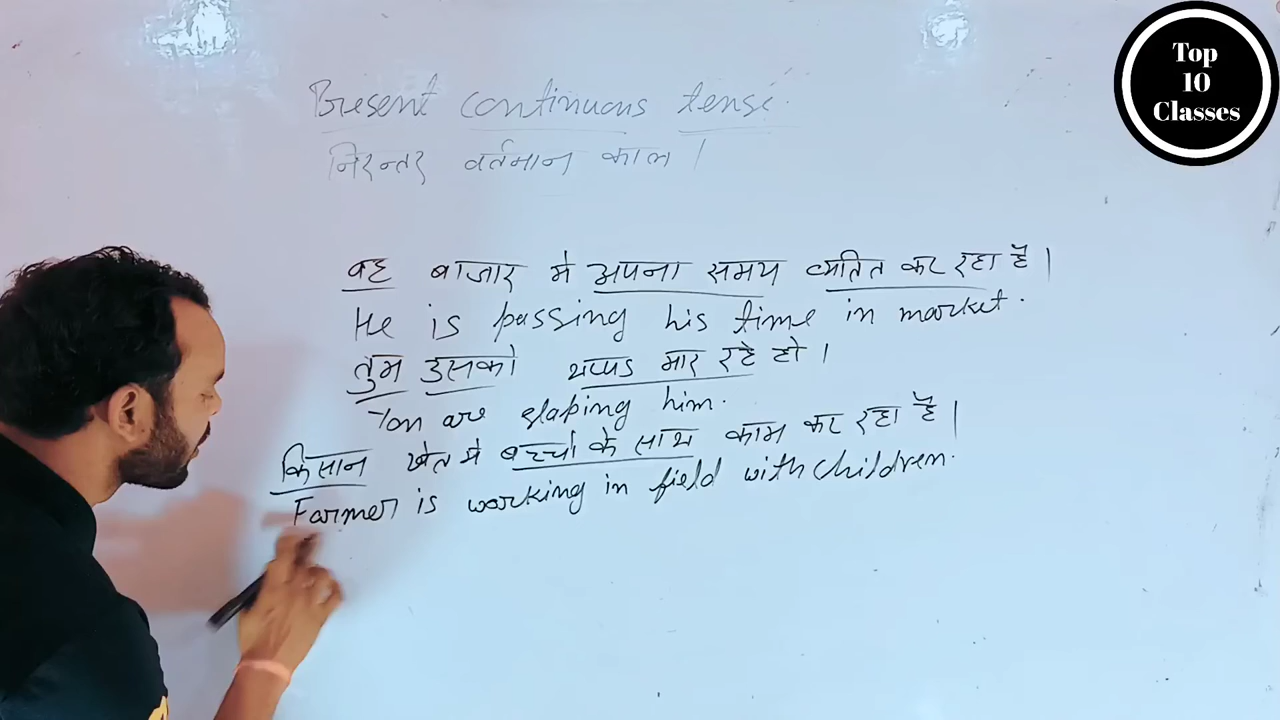 Present continuous tense.
निरन्तर वर्तमान काल।
वह बाजार मे अपना समय व्यतित कर रहा है।
He is passing his time in market.
तुम उसको थप्पड मार रहे हो।
You are slaping him.
किसान खेत मे बच्चो के साथ काम कर रहा है।
Farmer is working in field with children.
Top
10
Classes